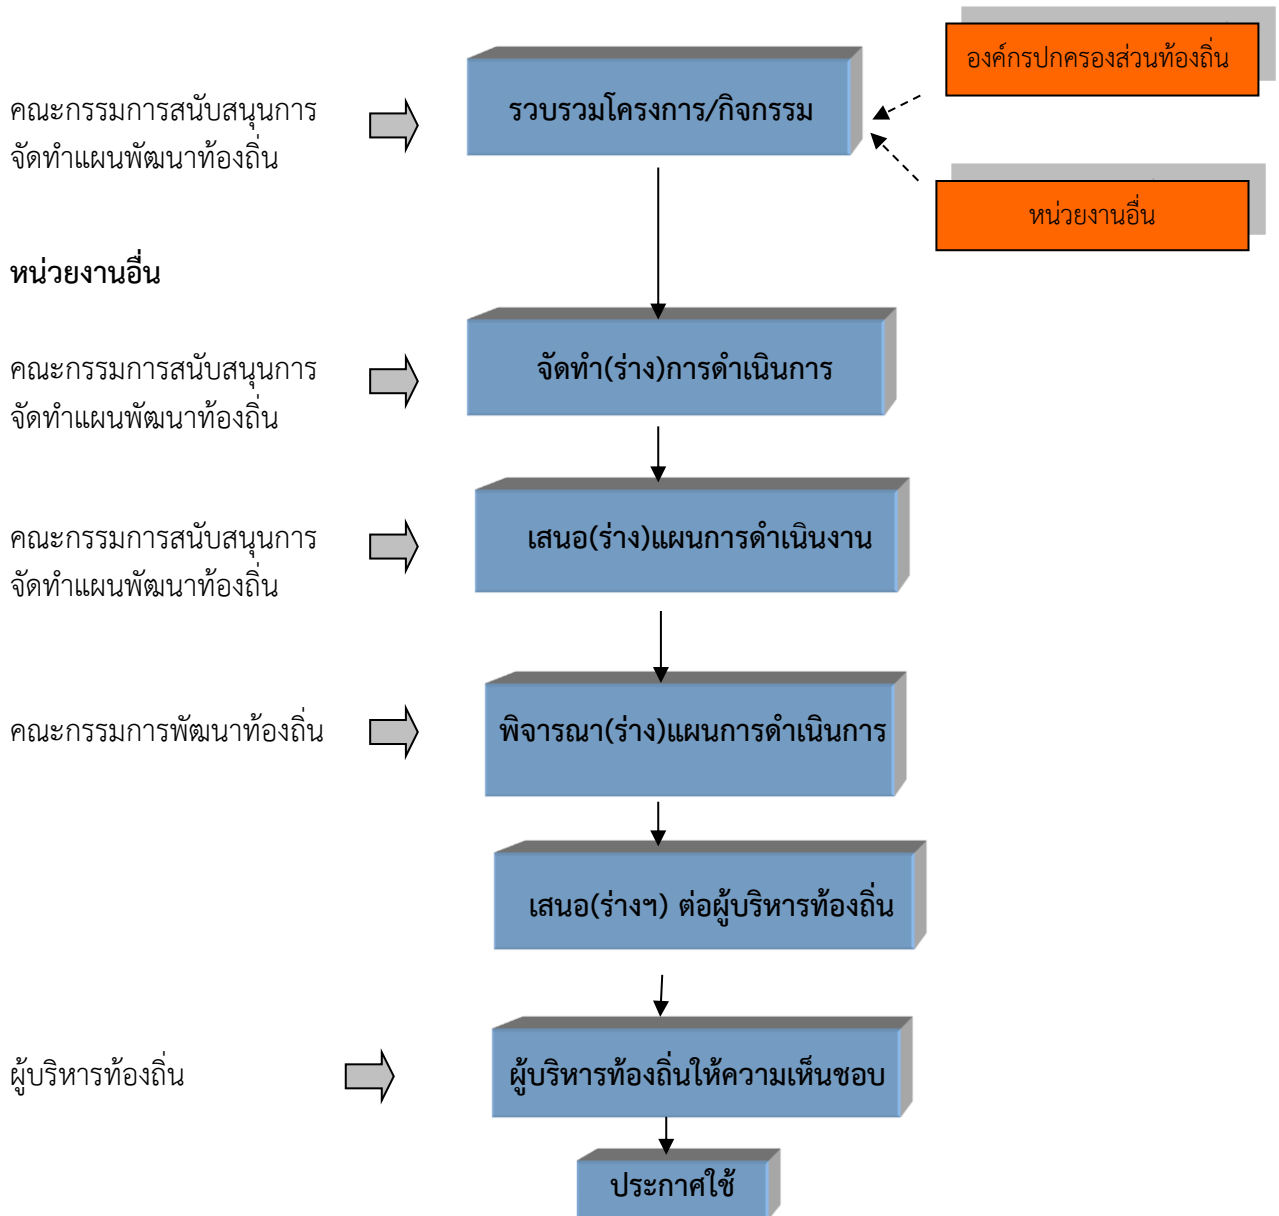 องค์กรปกครองส่วนท้องถิ่น
คณะกรรมการสนับสนุนการ
จัดทำแผนพัฒนาท้องถิ่น
รวบรวมโครงการ/กิจกรรม
หน่วยงานอื่น
หน่วยงานอื่น
คณะกรรมการสนับสนุนการ
จัดทำแผนพัฒนาท้องถิ่น
จัดทำ(ร่าง)การดำเนินการ
คณะกรรมการสนับสนุนการ
จัดทำแผนพัฒนาท้องถิ่น
เสนอ(ร่าง)แผนการดำเนินงาน
คณะกรรมการพัฒนาท้องถิ่น
พิจารณา(ร่าง)แผนการดำเนินการ
เสนอ(ร่างฯ) ต่อผู้บริหารท้องถิ่น
ผู้บริหารท้องถิ่น
ผู้บริหารท้องถิ่นให้ความเห็นชอบ
ประกาศใช้